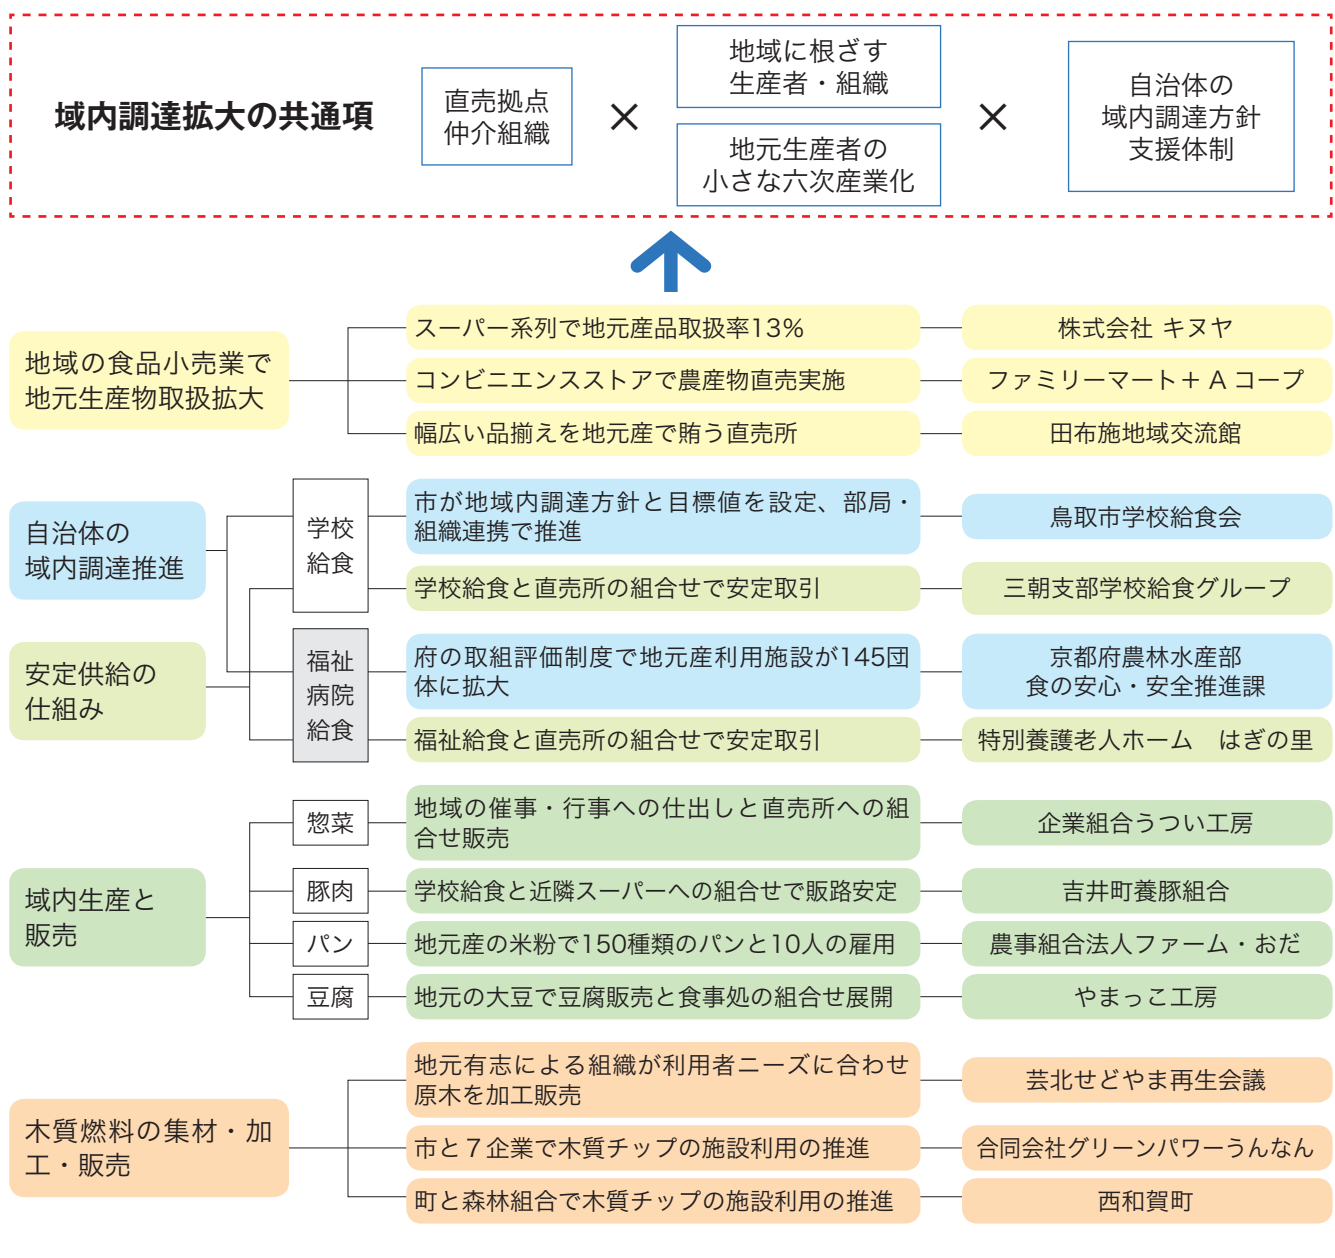 域内調達拡大の共通項
直売拠点
仲介組織
×
地域に根ざす
生産者・組織
地元生産者の
小さな六次産業化
×
自治体の
域内調達方針
支援体制
地域の食品小売業で
地元生産物取扱拡大
スーパー系列で地元産品取扱率13%
株式会社 キヌヤ
コンビニエンスストアで農産物直売実施
ファミリーマート＋ A コープ
幅広い品揃えを地元産で賄う直売所
田布施地域交流館
自治体の
域内調達推進
安定供給の
仕組み
学校
給食
市が地域内調達方針と目標値を設定、部局・
組織連携で推進
鳥取市学校給食会
学校給食と直売所の組合せで安定取引
三朝支部学校給食グループ
福祉
病院
給食
府の取組評価制度で地元産利用施設が145団
体に拡大
京都府農林水産部
食の安心・安全推進課
福祉給食と直売所の組合せで安定取引
特別養護老人ホーム　はぎの里
域内生産と
販売
惣菜
地域の催事・行事への仕出しと直売所への組
合せ販売
企業組合うつい工房
豚肉
学校給食と近隣スーパーへの組合せで販路安定
吉井町養豚組合
パン
地元産の米粉で150種類のパンと10人の雇用
農事組合法人ファーム・おだ
豆腐
地元の大豆で豆腐販売と食事処の組合せ展開
やまっこ工房
木質燃料の集材・加
工・販売
地元有志による組織が利用者ニーズに合わせ
原木を加工販売
芸北せどやま再生会議
市と７企業で木質チップの施設利用の推進
合同会社グリーンパワーうんなん
町と森林組合で木質チップの施設利用の推進
西和賀町